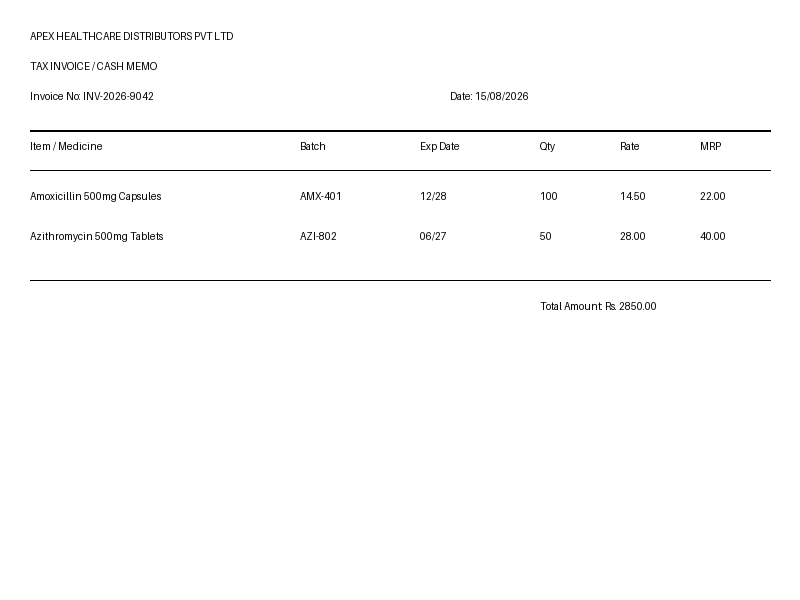 APEX HEALTHCARE DISTRIBUTORS PVT LTD
TAX INVOICE / CASH MEMO
Invoice No: INV-2026-9042 Date: 15/08/2026
Item / Medicine Batch Exp Date Qty Rate MRP
Amoxicillin 500mg Capsules AMX-401 12/28 100 14.50 22.00
Azithromycin 500mg Tablets AZI-802 06/27 50 28.00 40.00
Total Amount: Rs. 2850.00